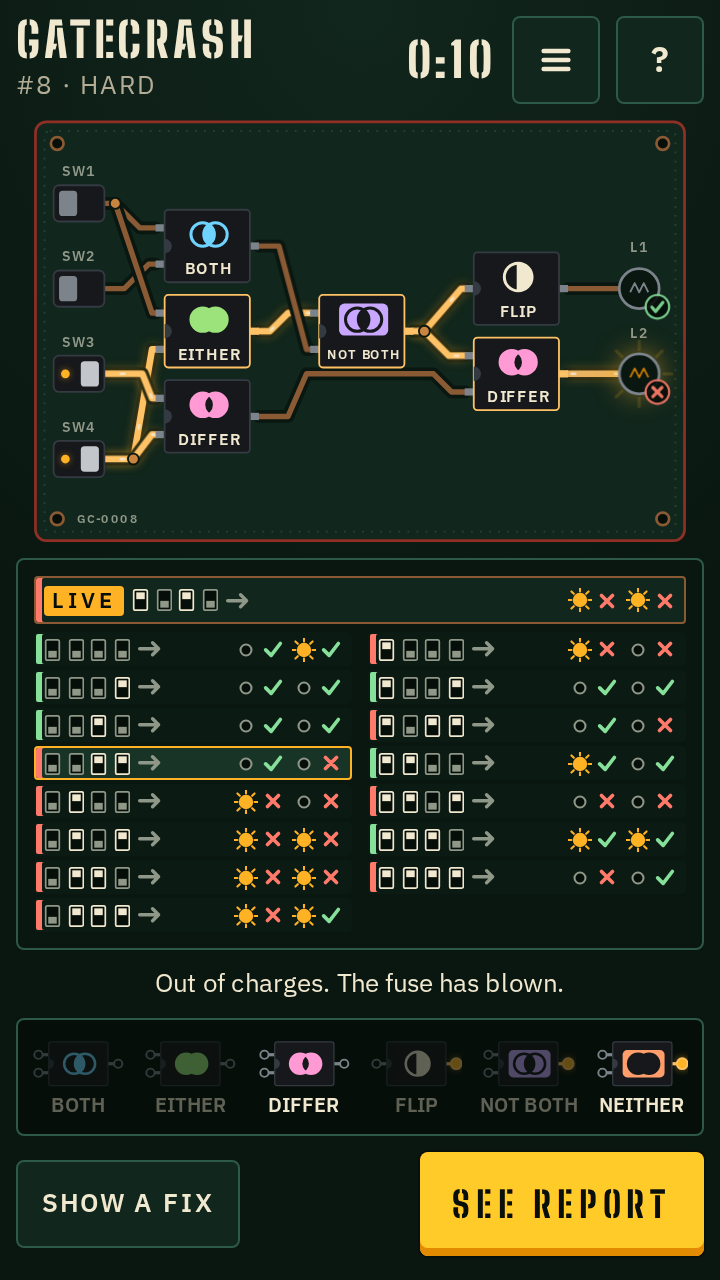 GATECRASH
#8 · HARD
0:10
?
SW1
SW2
SW3
SW4
BOTH
EITHER
DIFFER
NOT BOTH
FLIP
DIFFER
L1
L2
GC-0008
LIVE
Out of charges. The fuse has blown.
BOTH
EITHER
DIFFER
FLIP
NOT BOTH
NEITHER
SHOW A FIX
SEE REPORT